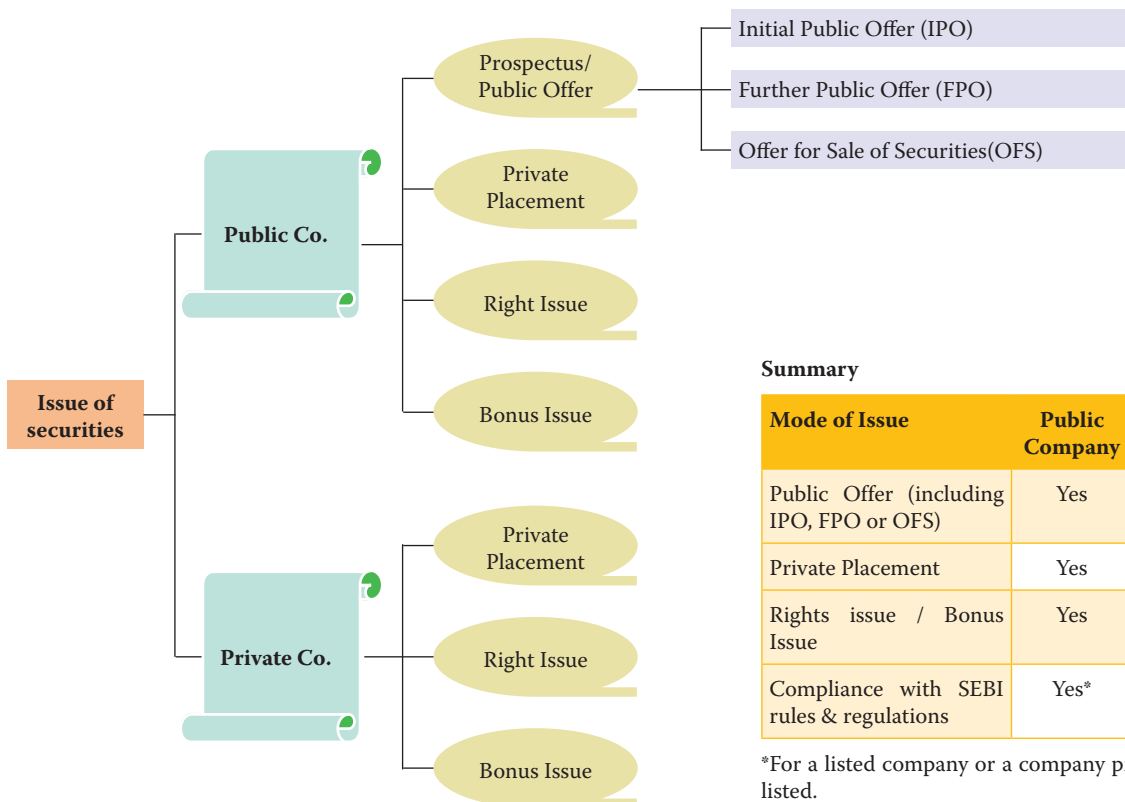 Issue of
securities
Public Co.
Prospectus/
Public Offer
Initial Public Offer (IPO)
Further Public Offer (FPO)
Offer for Sale of Securities(OFS)
Private
Placement
Right Issue
Bonus Issue
Private Co.
Private
Placement
Right Issue
Bonus Issue
Summary
Mode of Issue
Public
Company
Public Offer (including
IPO, FPO or OFS)
Yes
Private Placement
Yes
Rights issue / Bonus
Issue
Yes
Compliance with SEBI
rules & regulations
Yes*
*For a listed company or a company
listed.